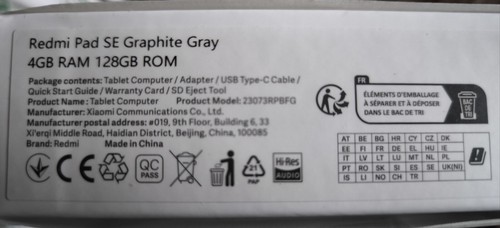 Redmi Pad SE Graphite Gray
4GB RAM 128GB ROM
Package contents: Tablet Computer / Adapter / USB Type-C Cable /
Quick Start Guide / Warranty Card / SD Eject Tool
Product Name: Tablet Computer Product Model: 23073RPBFG
Manufacturer: Xiaomi Communications Co., Ltd.
Manufacturer postal address: #019, 9th Floor, Building 6, 33
Xi'erqi Middle Road, Haidian District, Beijing, China, 100085
Brand: Redmi Made in China
CE
QC
PASS
21
PAP
Hi-Res
AUDIO
FR
ÉLÉMENTS D'EMBALLAGE
À SÉPARER ET À DÉPOSER
DANS LE BAC DE TRI
BAC
DE TRI
AT BE BG HR CY CZ DK
EE FI FR DE EL HU IE
IT LV LT LU MT NL PL
PT RO SK SI ES SE UK(NI)
IS LI NO CH TR